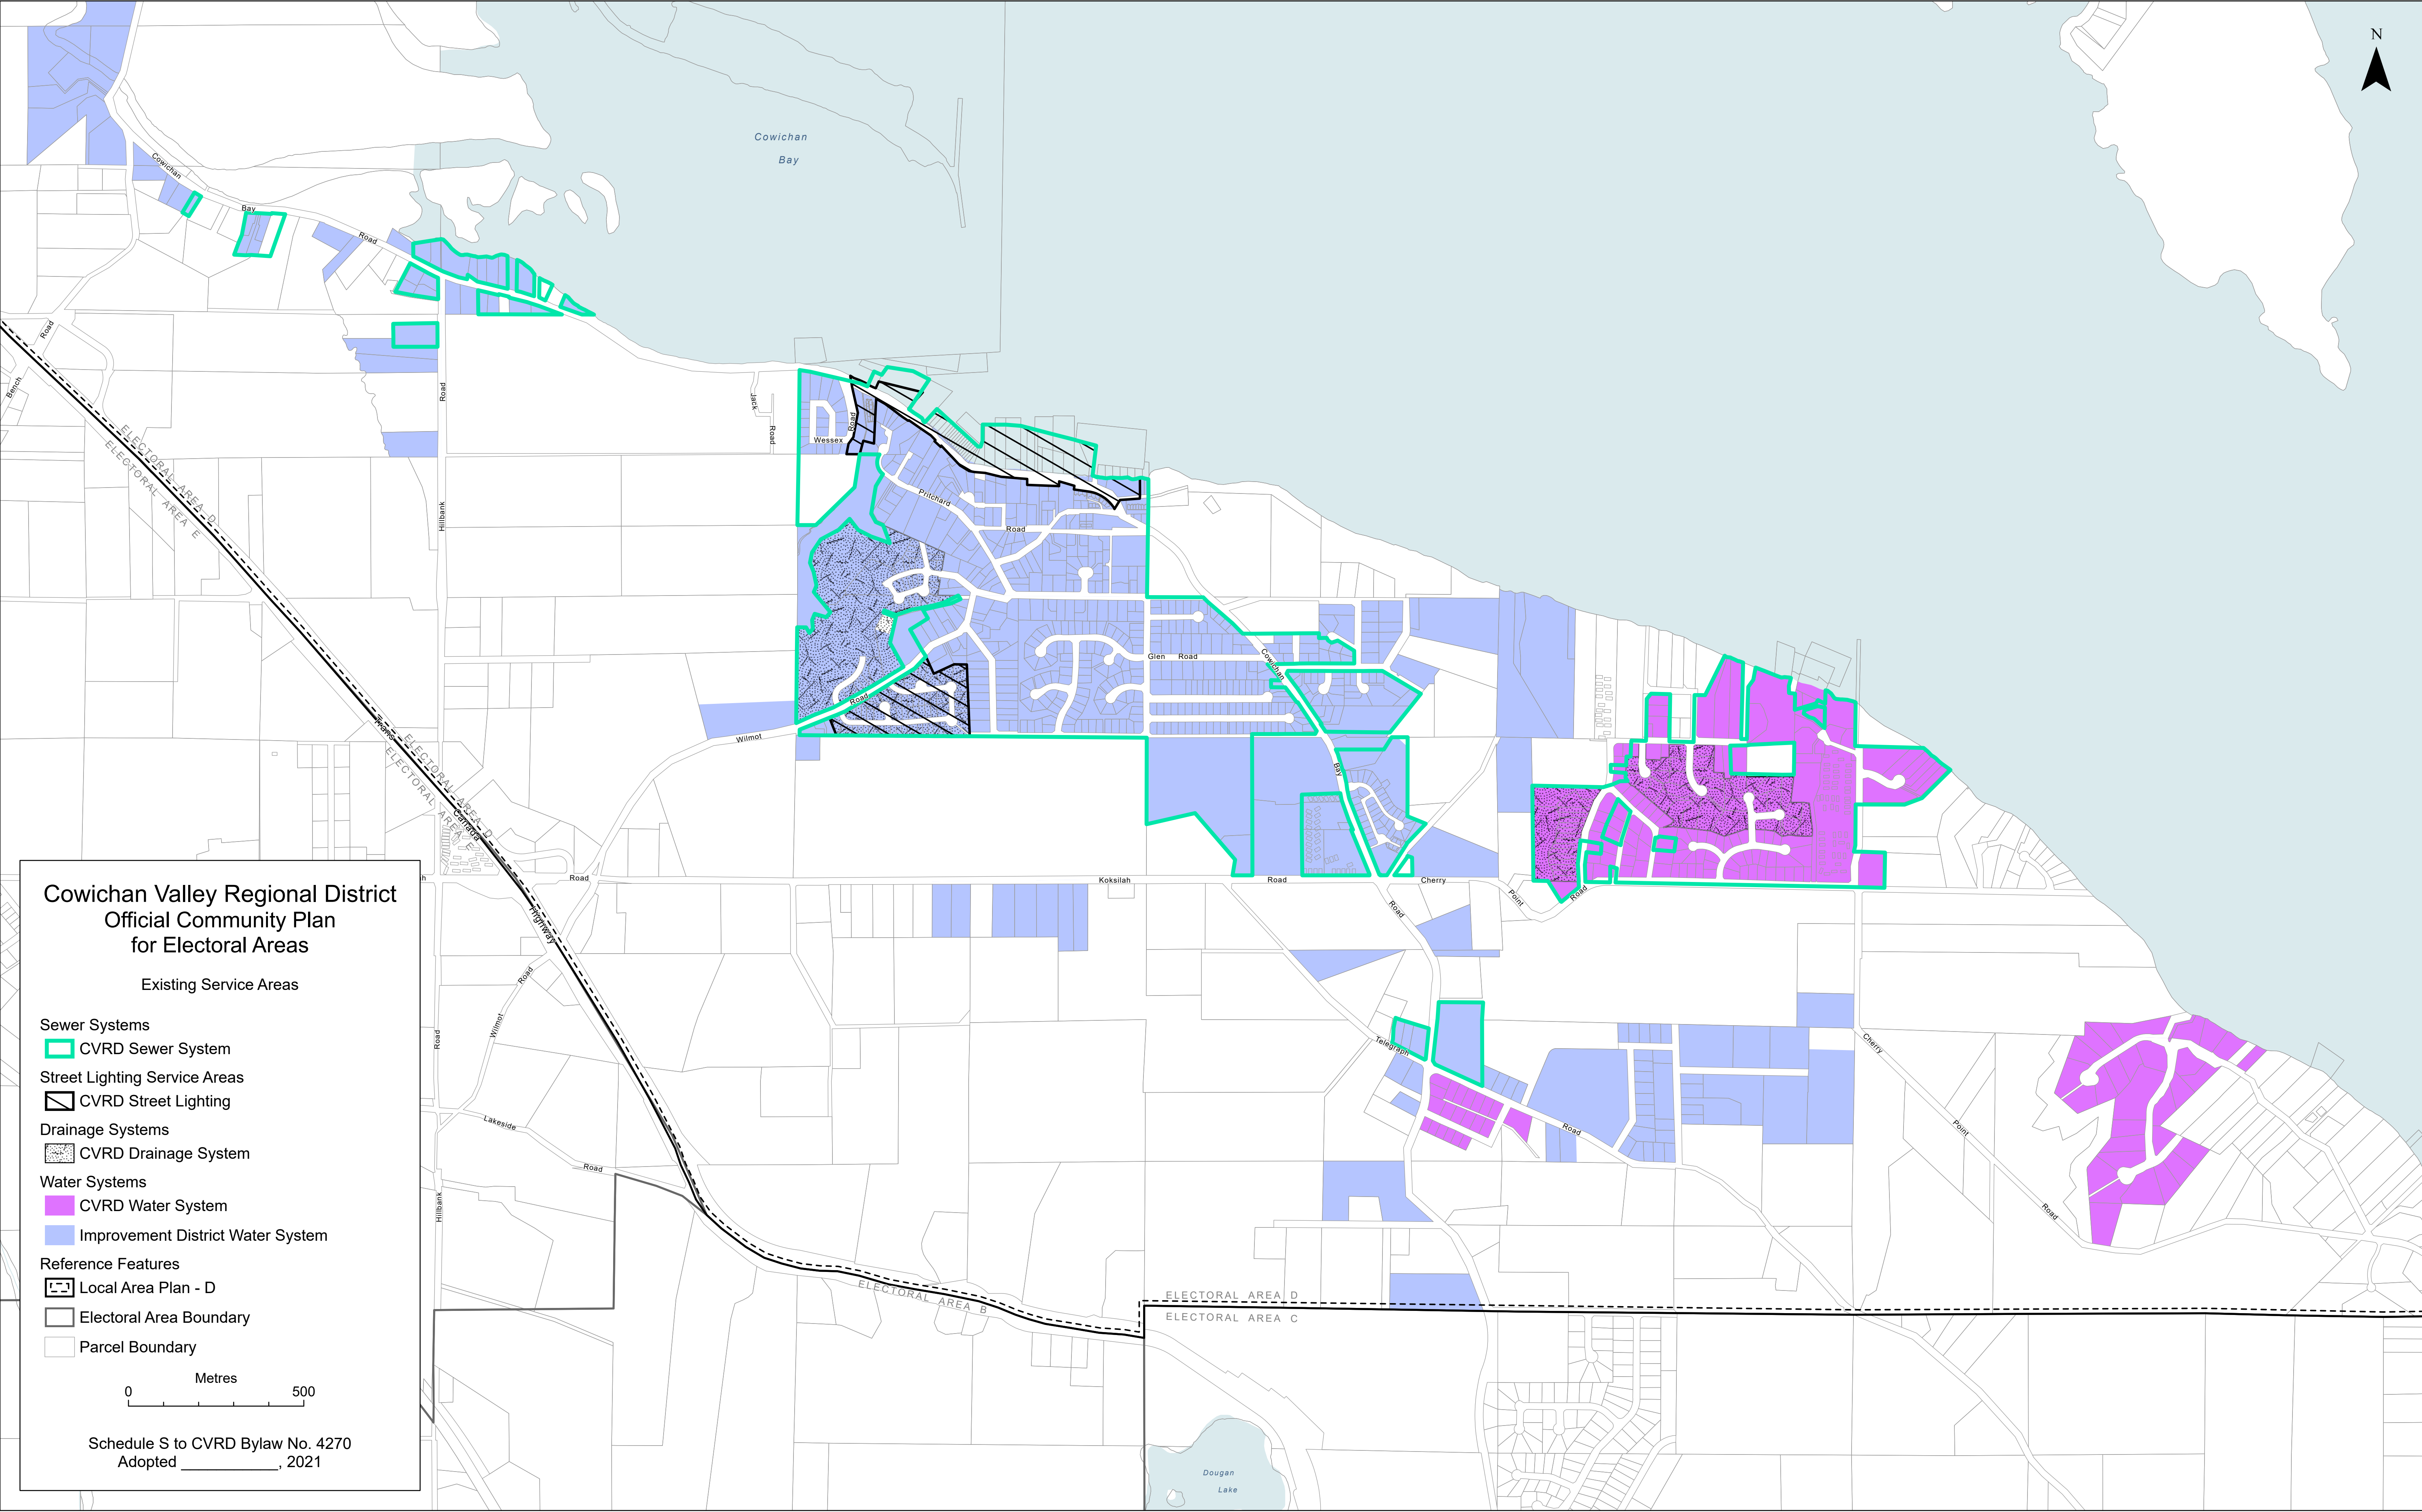 N
Cowichan
Bay
Cowichan
Bay
Road
Road
Bench
Road
Jack
Road
Wessex
Road
ELECTORAL AREA D
ELECTORAL AREA E
Hillbank
Pritchard
Road
Glen Road
Cowichan
Road
Wilmot
Trans
ELECTORAL AREA D
ELECTORAL AREA E
Canada
Bay
Highway
Road
Koksilah
Road
Cherry
Point
Road
Road
Wilmot
Road
Road
Telegraph
Cherry
Lakeside
Road
Road
Point
Hillbank
Road
ELECTORAL AREA B
ELECTORAL AREA D
ELECTORAL AREA C
Dougan
Lake
Cowichan Valley Regional District
Official Community Plan
for Electoral Areas
Existing Service Areas
Sewer Systems
CVRD Sewer System
Street Lighting Service Areas
CVRD Street Lighting
Drainage Systems
CVRD Drainage System
Water Systems
CVRD Water System
Improvement District Water System
Reference Features
Local Area Plan - D
Electoral Area Boundary
Parcel Boundary
Metres
0 500
Schedule S to CVRD Bylaw No. 4270
Adopted ___________, 2021